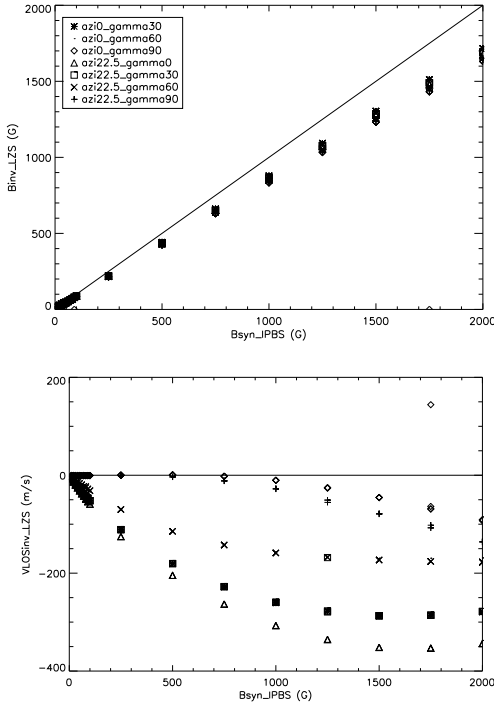 2000
azi0_gamma30
azi0_gamma60
azi0_gamma90
azi22.5_gamma0
azi22.5_gamma30
azi22.5_gamma60
azi22.5_gamma90
1500
1000
500
0
Binv_LZS (G)
0 500 1000 1500 2000
Bsyn_IPBS (G)
200
0
−200
−400
VLOSinv_LZS (m/s)
0 500 1000 1500 2000
Bsyn_IPBS (G)